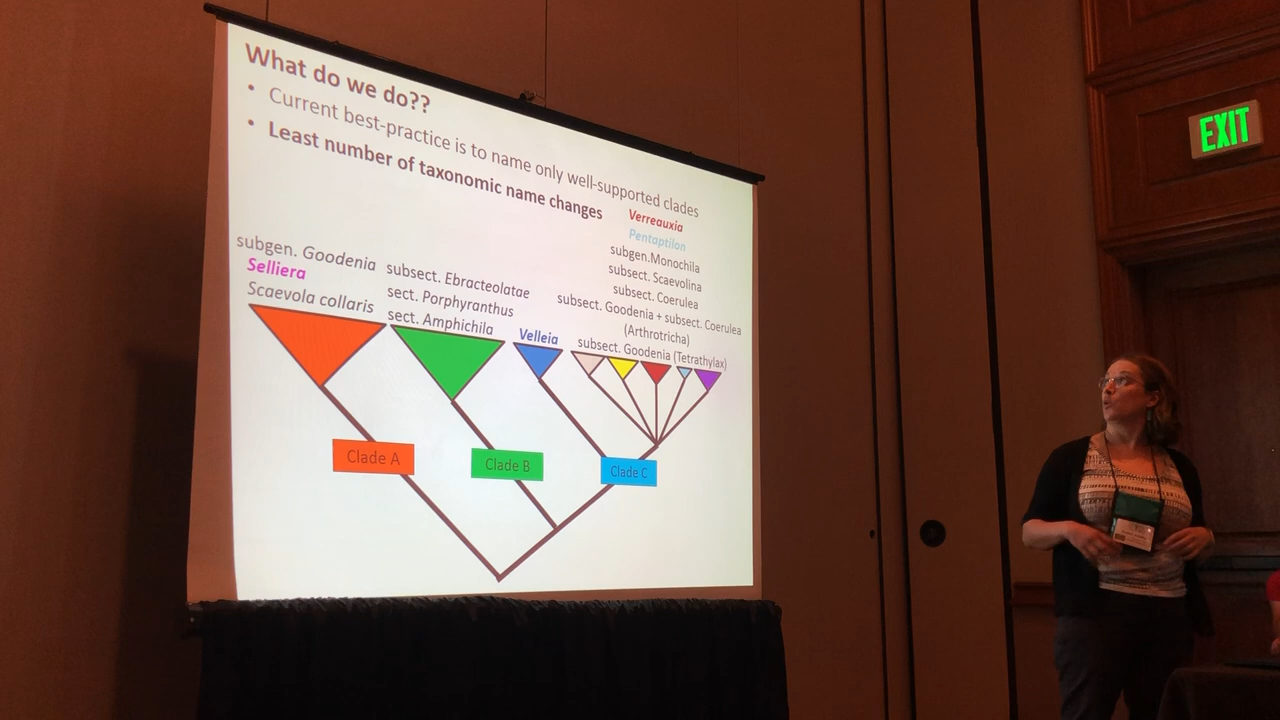 What do we do??
• Current best-practice is to name only well-supported clades
• Least number of taxonomic name changes
Verreauxia
Pentaptilon
subgen.Monochila
subsect. Scaevolina
subsect. Coerulea
subsect. Goodenia + subsect. Coerulea
(Arthrotricha)
subsect. Goodenia (Tetrathylax)
subgen. Goodenia
Selliera
Scaevola collaris
subsect. Ebracteolatae
sect. Porphyranthus
sect. Amphichila
Velleia
Clade A
Clade B
Clade C
EXIT